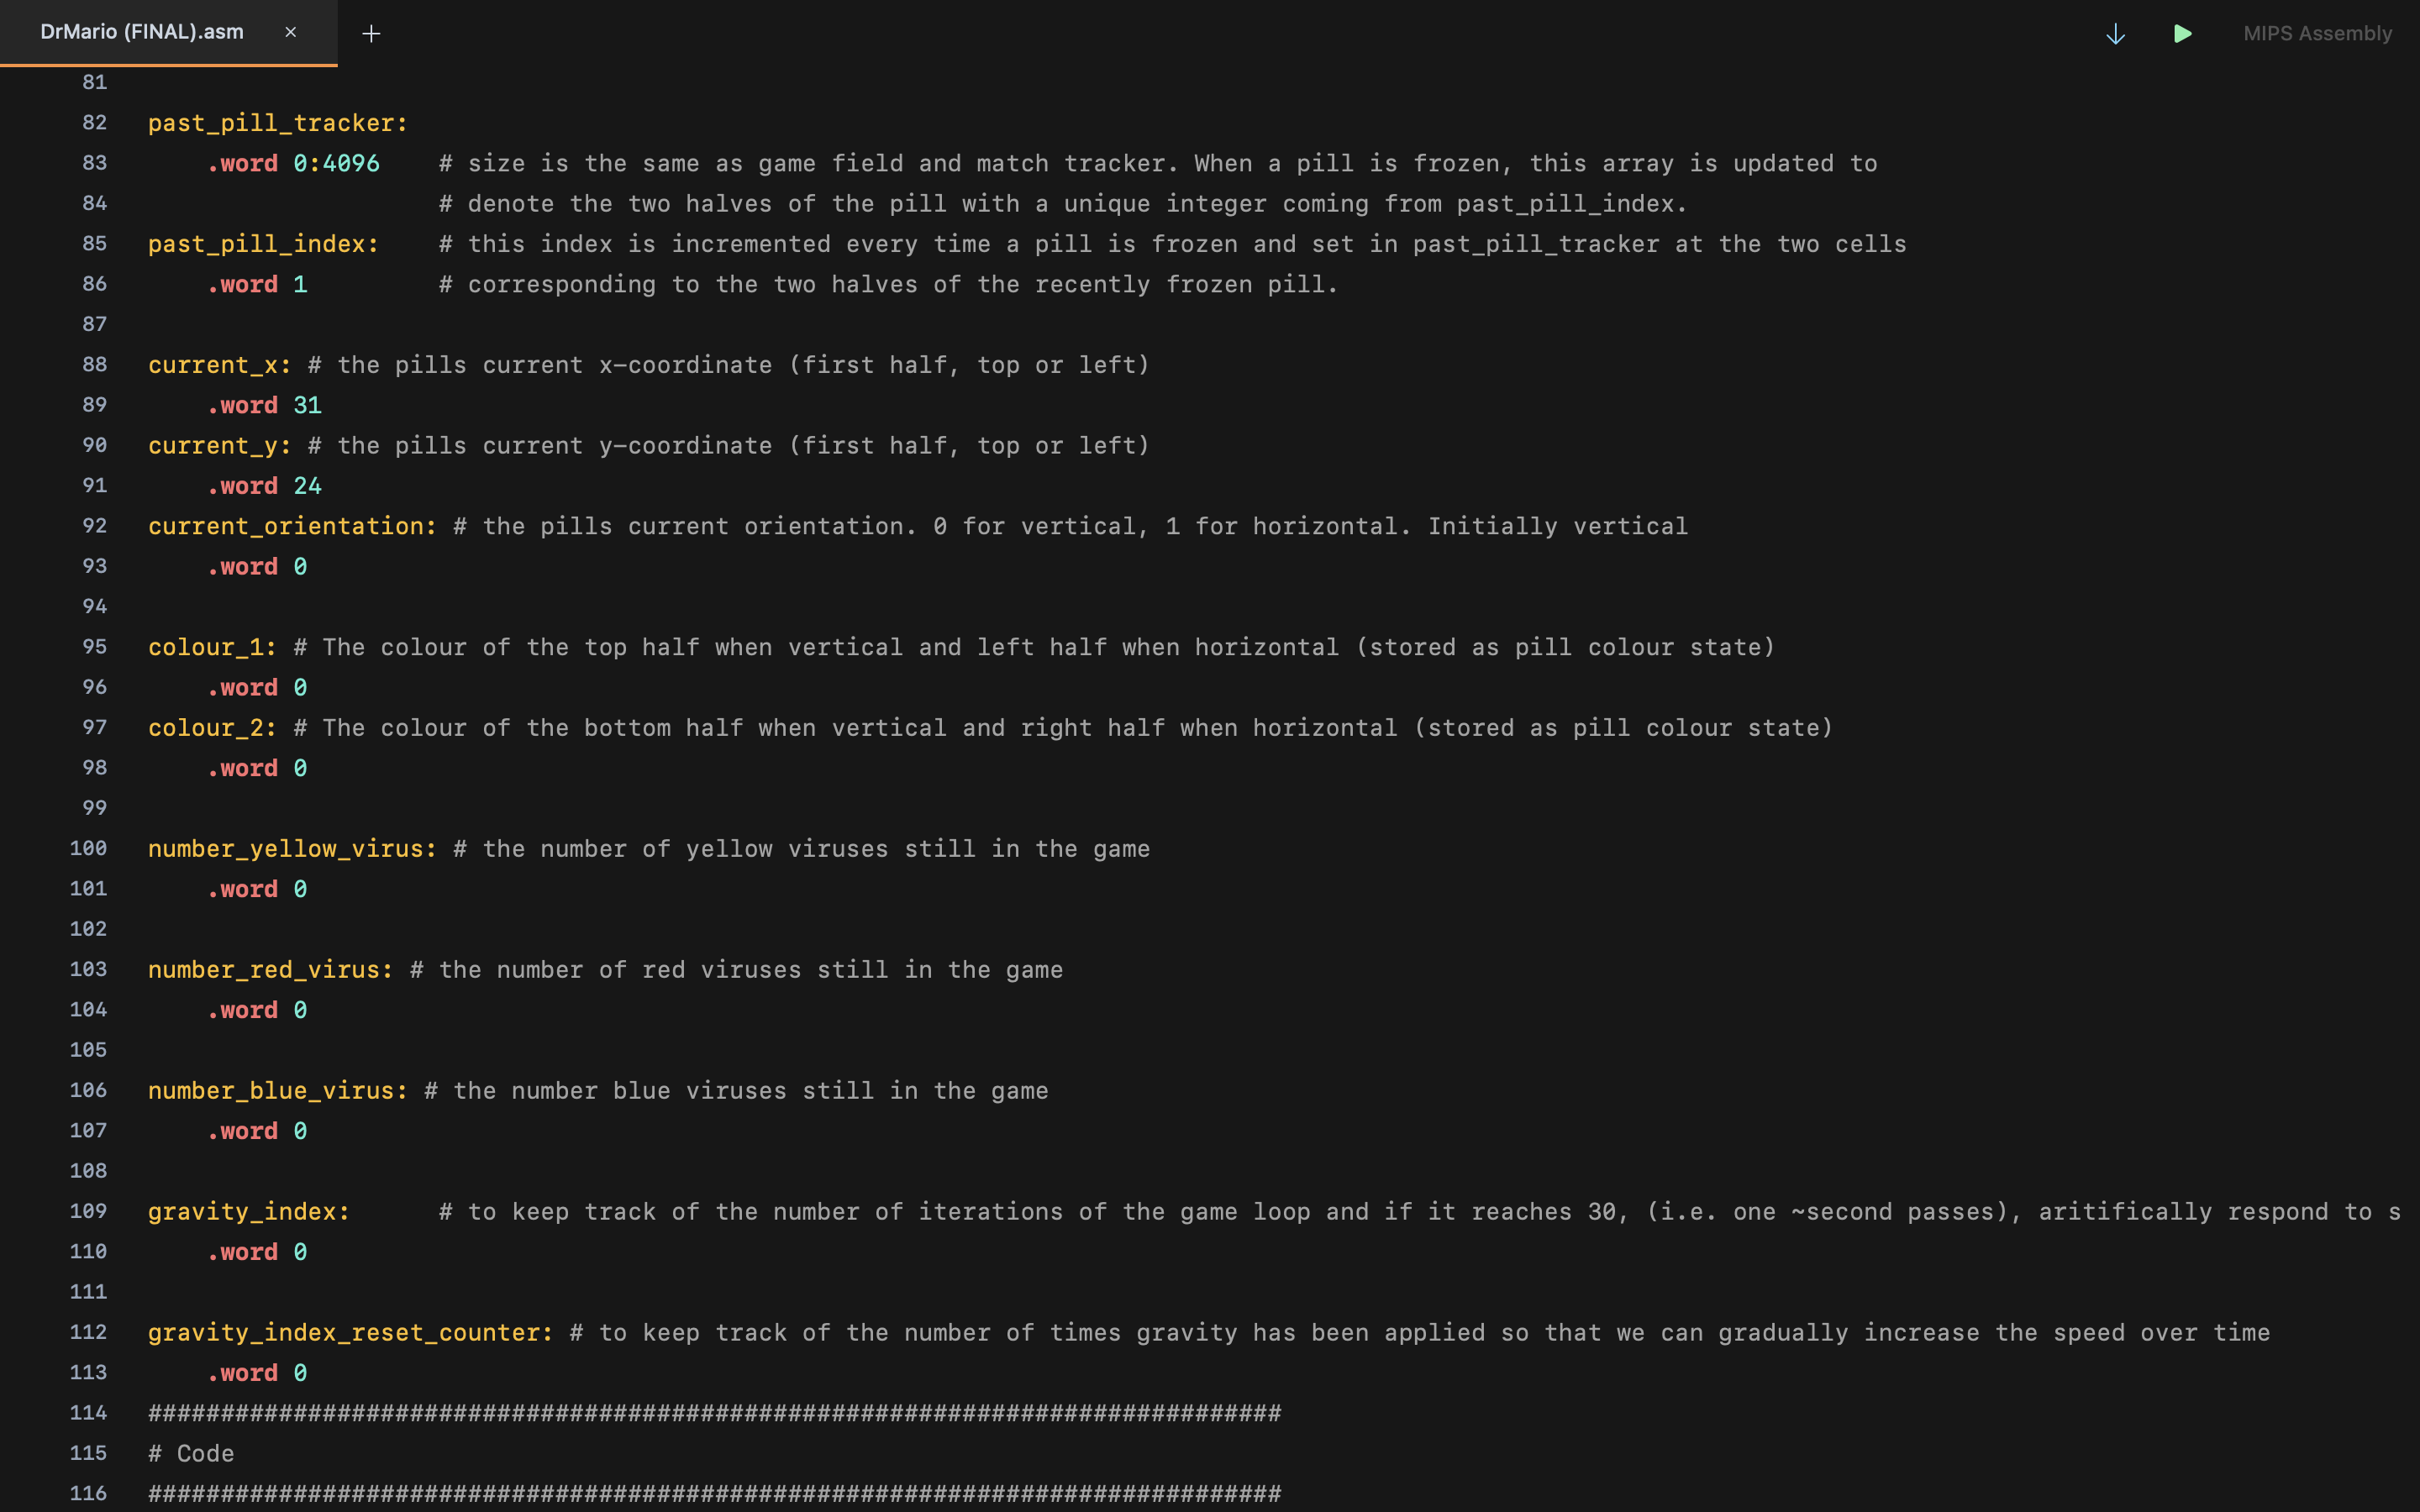 DrMario (FINAL).asm × + MIPS Assembly
81
82 past_pill_tracker:
83     .word 0:4096    # size is the same as game field and match tracker. When a pill is frozen, this array is updated to
84                     # denote the two halves of the pill with a unique integer coming from past_pill_index.
85 past_pill_index:    # this index is incremented every time a pill is frozen and set in past_pill_tracker at the two cells
86     .word 1         # corresponding to the two halves of the recently frozen pill.
87
88 current_x: # the pills current x-coordinate (first half, top or left)
89     .word 31
90 current_y: # the pills current y-coordinate (first half, top or left)
91     .word 24
92 current_orientation: # the pills current orientation. 0 for vertical, 1 for horizontal. Initially vertical
93     .word 0
94
95 colour_1: # The colour of the top half when vertical and left half when horizontal (stored as pill colour state)
96     .word 0
97 colour_2: # The colour of the bottom half when vertical and right half when horizontal (stored as pill colour state)
98     .word 0
99
100 number_yellow_virus: # the number of yellow viruses still in the game
101     .word 0
102
103 number_red_virus: # the number of red viruses still in the game
104     .word 0
105
106 number_blue_virus: # the number blue viruses still in the game
107     .word 0
108
109 gravity_index:      # to keep track of the number of iterations of the game loop and if it reaches 30, (i.e. one ~second passes), aritifically respond to s
110     .word 0
111
112 gravity_index_reset_counter: # to keep track of the number of times gravity has been applied so that we can gradually increase the speed over time
113     .word 0
114 ##############################################################################
115 # Code
116 ##############################################################################